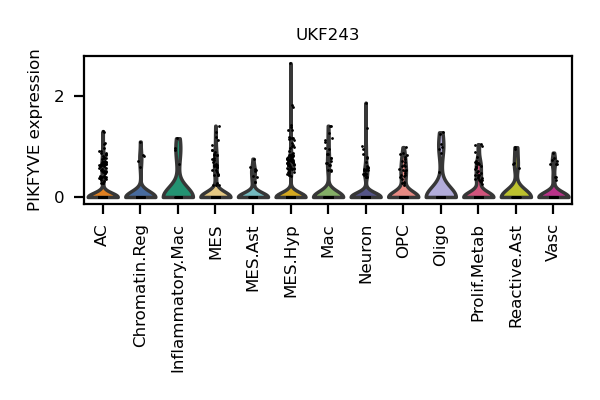 UKF243
PIKFYVE expression
2
0
AC
Chromatin.Reg
Inflammatory.Mac
MES
MES.Ast
MES.Hyp
Mac
Neuron
OPC
Oligo
Prolif.Metab
Reactive.Ast
Vasc